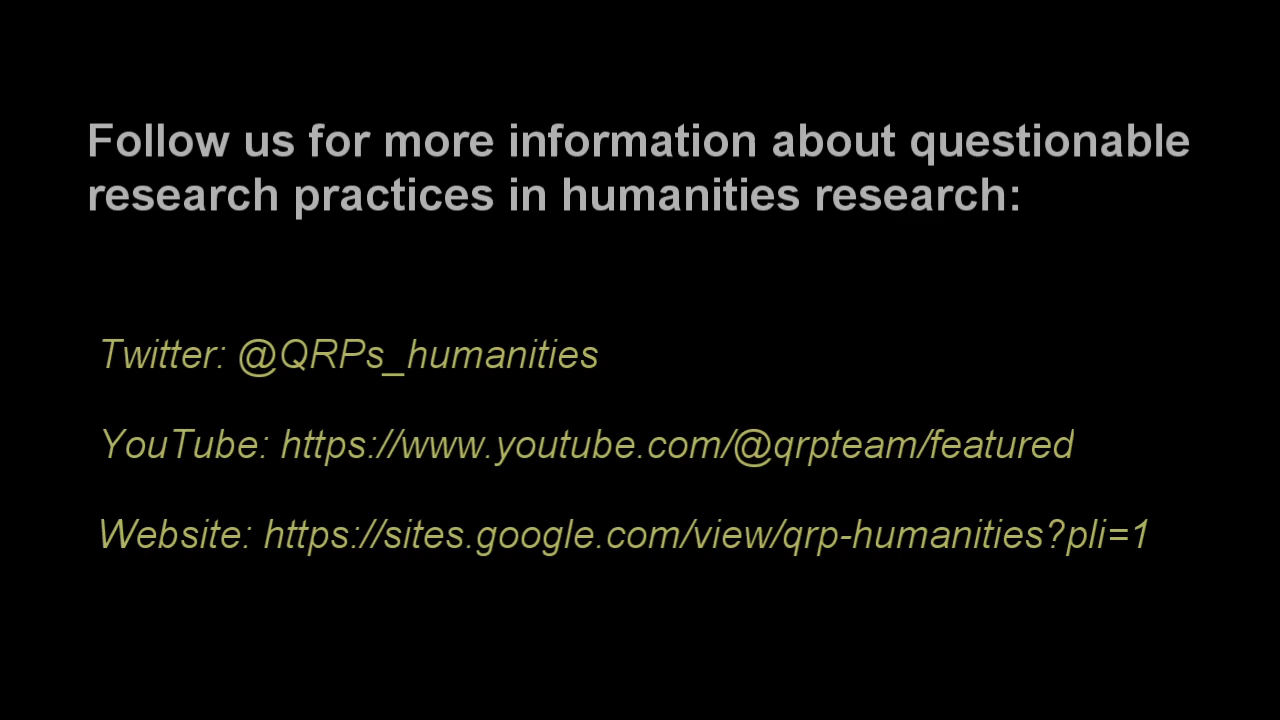 Follow us for more information about questionable
research practices in humanities research:
Twitter: @QRPs_humanities
YouTube: https://www.youtube.com/@qrpteam/featured
Website: https://sites.google.com/view/qrp-humanities?pli=1